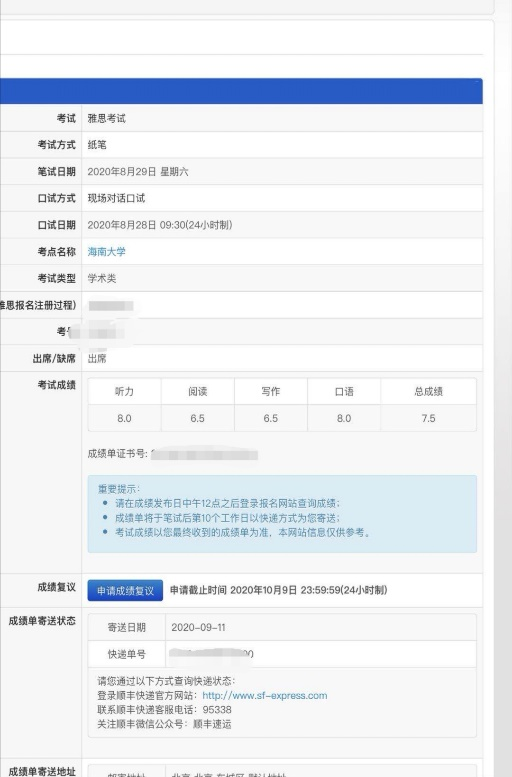 考试 雅思考试
考试方式 纸笔
笔试日期 2020年8月29日 星期六
口试方式 现场对话口试
口试日期 2020年8月28日 09:30(24小时制)
考点名称 海南大学
考试类型 学术类
思报名注册过程)
考
出席/缺席 出席
考试成绩 听力 阅读 写作 口语 总成绩
8.0 6.5 6.5 8.0 7.5
成绩单证书号:
重要提示:
• 请在成绩发布日中午12点之后登录报名网站查询成绩;
• 成绩单将于笔试后第10个工作日以快递方式为您寄送;
• 考试成绩以您最终收到的成绩单为准，本网站信息仅供参考。
成绩复议 申请成绩复议 申请截止时间 2020年10月9日 23:59:59(24小时制)
成绩单寄送状态 寄送日期 2020-09-11
快递单号
请您通过以下方式查询快递状态:
登录顺丰快递官方网站: http://www.sf-express.com
联系顺丰快递客服电话: 95338
关注顺丰微信公众号: 顺丰速运
成绩单寄送地址 邮寄地址 北京 北京 东城区 默认地址